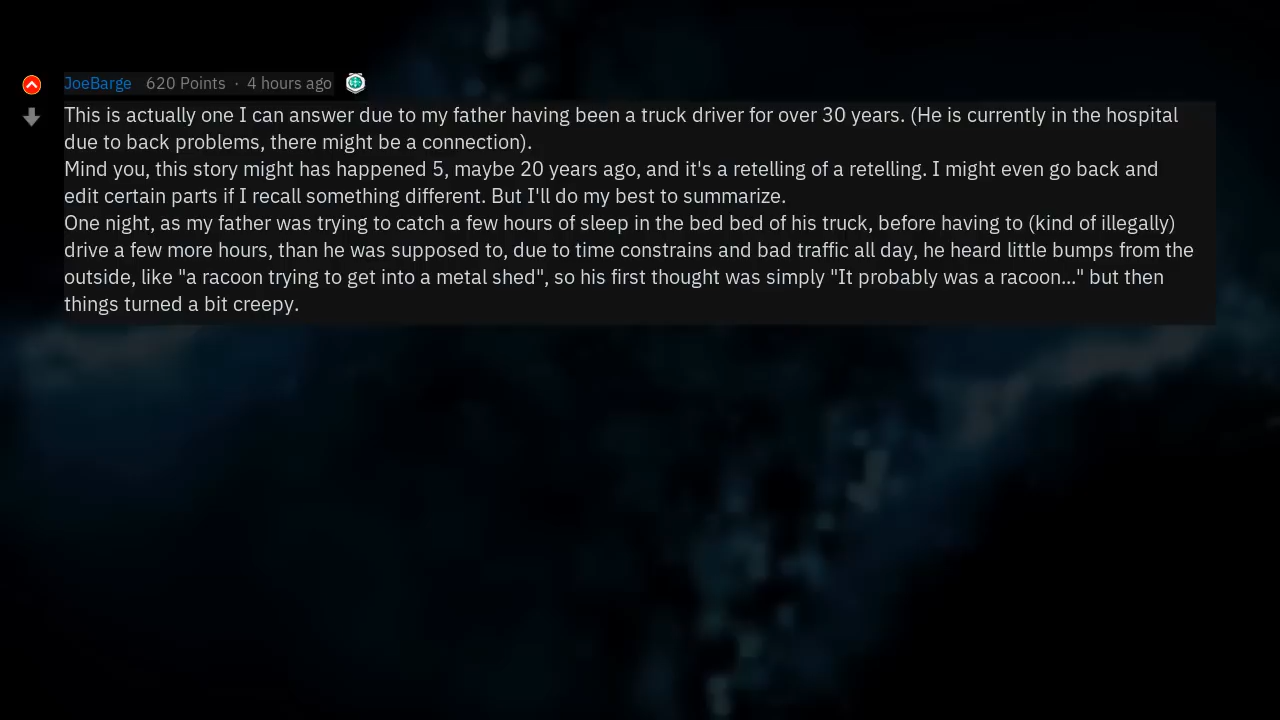 JoeBarge 620 Points · 4 hours ago
This is actually one I can answer due to my father having been a truck driver for over 30 years. (He is currently in the hospital
due to back problems, there might be a connection).
Mind you, this story might has happened 5, maybe 20 years ago, and it's a retelling of a retelling. I might even go back and
edit certain parts if I recall something different. But I'll do my best to summarize.
One night, as my father was trying to catch a few hours of sleep in the bed bed of his truck, before having to (kind of illegally)
drive a few more hours, than he was supposed to, due to time constrains and bad traffic all day, he heard little bumps from the
outside, like "a racoon trying to get into a metal shed", so his first thought was simply "It probably was a racoon..." but then
things turned a bit creepy.